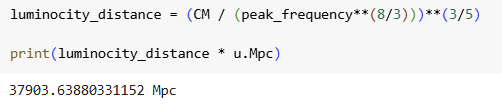 luminocity_distance = (CM / (peak_frequency**(8/3)))**(3/5)
print(luminocity_distance * u.Mpc)
37903.63880331152 Mpc